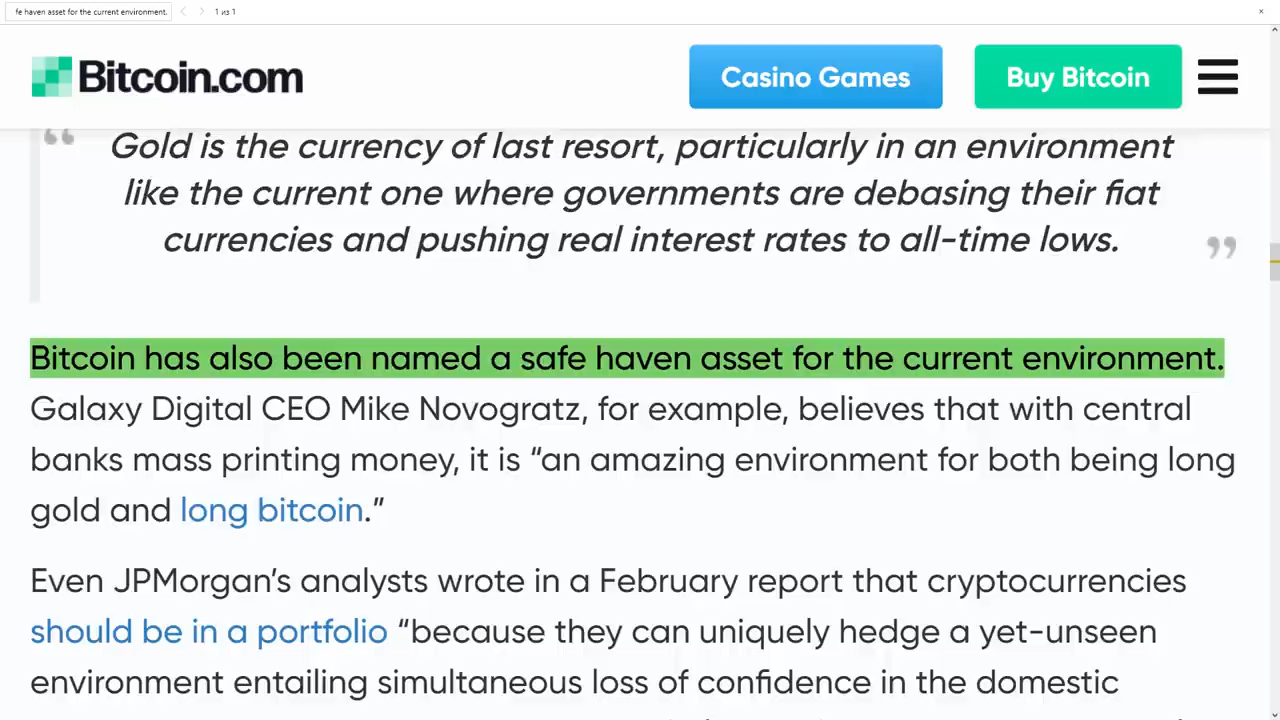 fe haven asset for the current environment.
1 из 1
Bitcoin.com
Casino Games
Buy Bitcoin
“ Gold is the currency of last resort, particularly in an environment
like the current one where governments are debasing their fiat
currencies and pushing real interest rates to all-time lows. ”
Bitcoin has also been named a safe haven asset for the current environment.
Galaxy Digital CEO Mike Novogratz, for example, believes that with central
banks mass printing money, it is “an amazing environment for both being long
gold and long bitcoin.”
Even JPMorgan’s analysts wrote in a February report that cryptocurrencies
should be in a portfolio “because they can uniquely hedge a yet-unseen
environment entailing simultaneous loss of confidence in the domestic